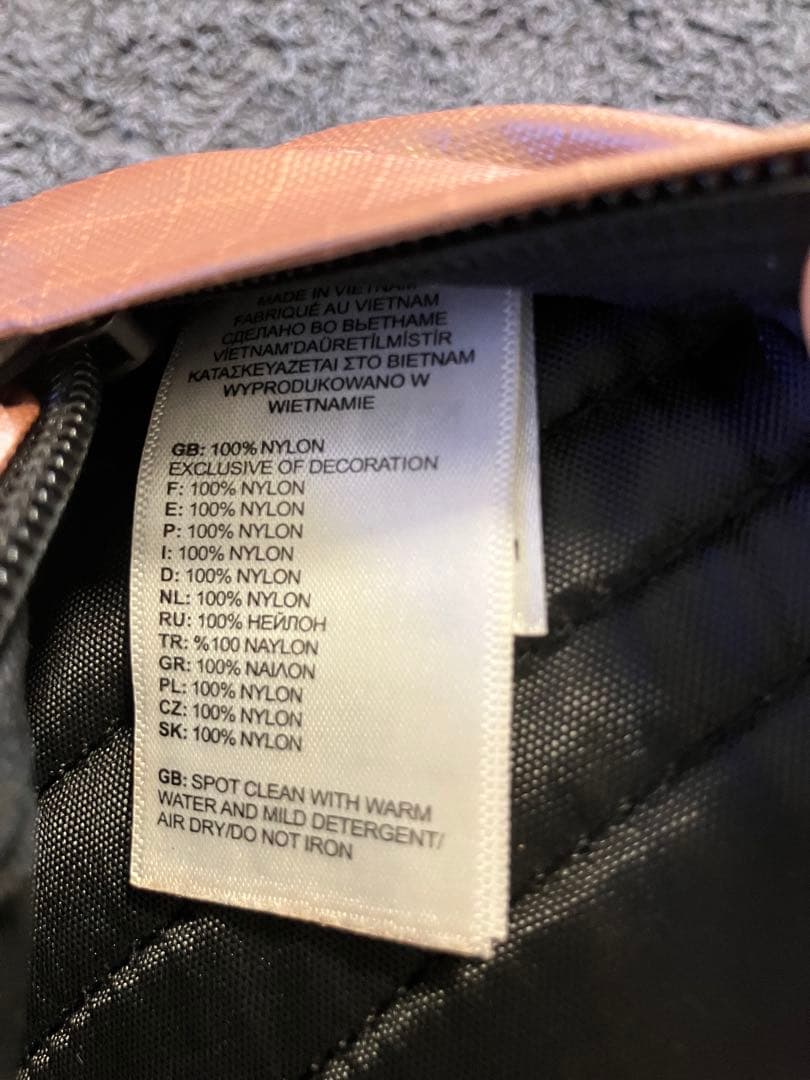 MADE IN VIETNAM
FABRIQUÉ AU VIETNAM
СДЕЛАНО ВО ВЬЕТНАМЕ
VİETNAM'DAÜRETİLMİSTİR
ΚΑΤΑΣΚΕΥΑΖΕΤΑΙ ΣΤΟ ΒΙΕΤΝΑΜ
WYPRODUKOWANO W
WIETNAMIE
GB: 100% NYLON
EXCLUSIVE OF DECORATION
F: 100% NYLON
E: 100% NYLON
P: 100% NYLON
I: 100% NYLON
D: 100% NYLON
NL: 100% NYLON
RU: 100% НЕЙЛОН
TR: %100 NAYLON
GR: 100% ΝΑΙΛΟΝ
PL: 100% NYLON
CZ: 100% NYLON
SK: 100% NYLON
GB: SPOT CLEAN WITH WARM
WATER AND MILD DETERGENT/
AIR DRY/DO NOT IRON